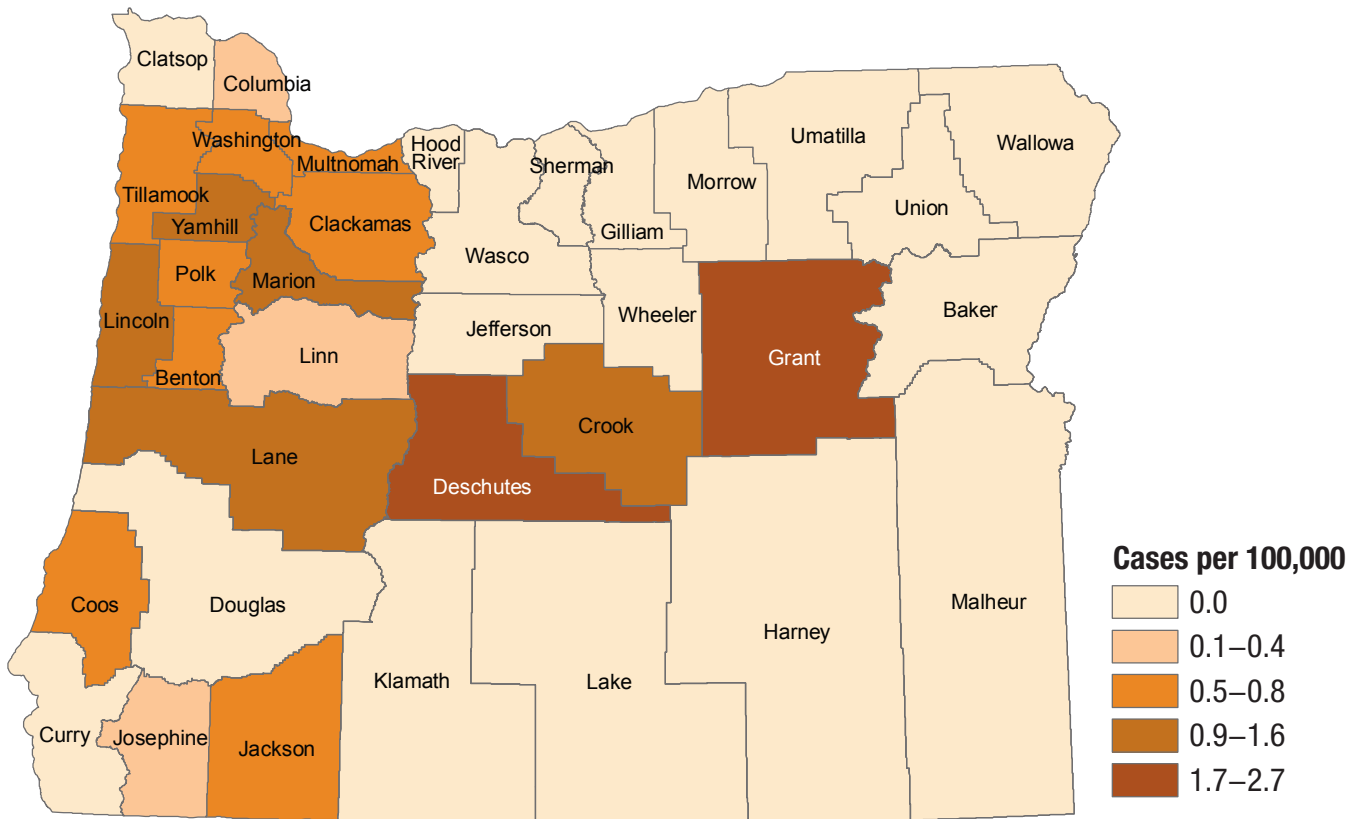 Clatsop
Columbia
Washington
Hood
River
Multnomah
Sherman
Umatilla
Wallowa
Tillamook
Morrow
Yamhill
Clackamas
Gilliam
Union
Wasco
Polk
Marion
Lincoln
Jefferson
Wheeler
Baker
Linn
Grant
Benton
Crook
Lane
Deschutes
Coos
Douglas
Malheur
Harney
Klamath
Lake
Curry
Josephine
Jackson
Cases per 100,000
0.0
0.1–0.4
0.5–0.8
0.9–1.6
1.7–2.7